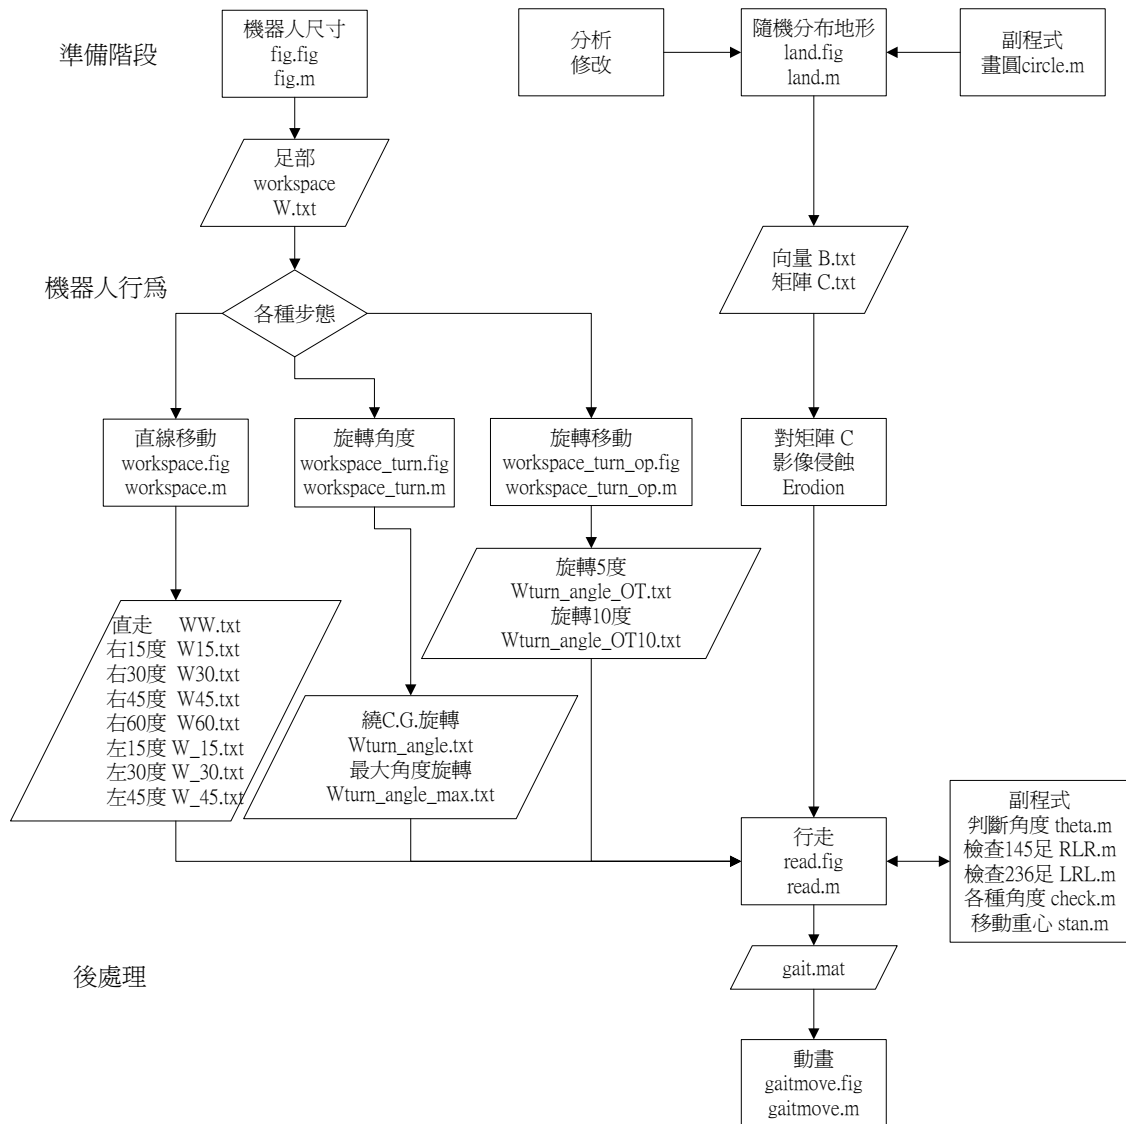 準備階段
機器人尺寸
fig.fig
fig.m
分析
修改
隨機分布地形
land.fig
land.m
副程式
畫圓circle.m
足部
workspace
W.txt
向量 B.txt
矩陣 C.txt
機器人行為
各種步態
直線移動
workspace.fig
workspace.m
旋轉角度
workspace_turn.fig
workspace_turn.m
旋轉移動
workspace_turn_op.fig
workspace_turn_op.m
對矩陣 C
影像侵蝕
Erodion
旋轉5度
Wturn_angle_OT.txt
旋轉10度
Wturn_angle_OT10.txt
直走 WW.txt
右15度 W15.txt
右30度 W30.txt
右45度 W45.txt
右60度 W60.txt
左15度 W_15.txt
左30度 W_30.txt
左45度 W_45.txt
繞C.G.旋轉
Wturn_angle.txt
最大角度旋轉
Wturn_angle_max.txt
行走
read.fig
read.m
副程式
判斷角度 theta.m
檢查145足 RLR.m
檢查236足 LRL.m
各種角度 check.m
移動重心 stan.m
後處理
gait.mat
動畫
gaitmove.fig
gaitmove.m